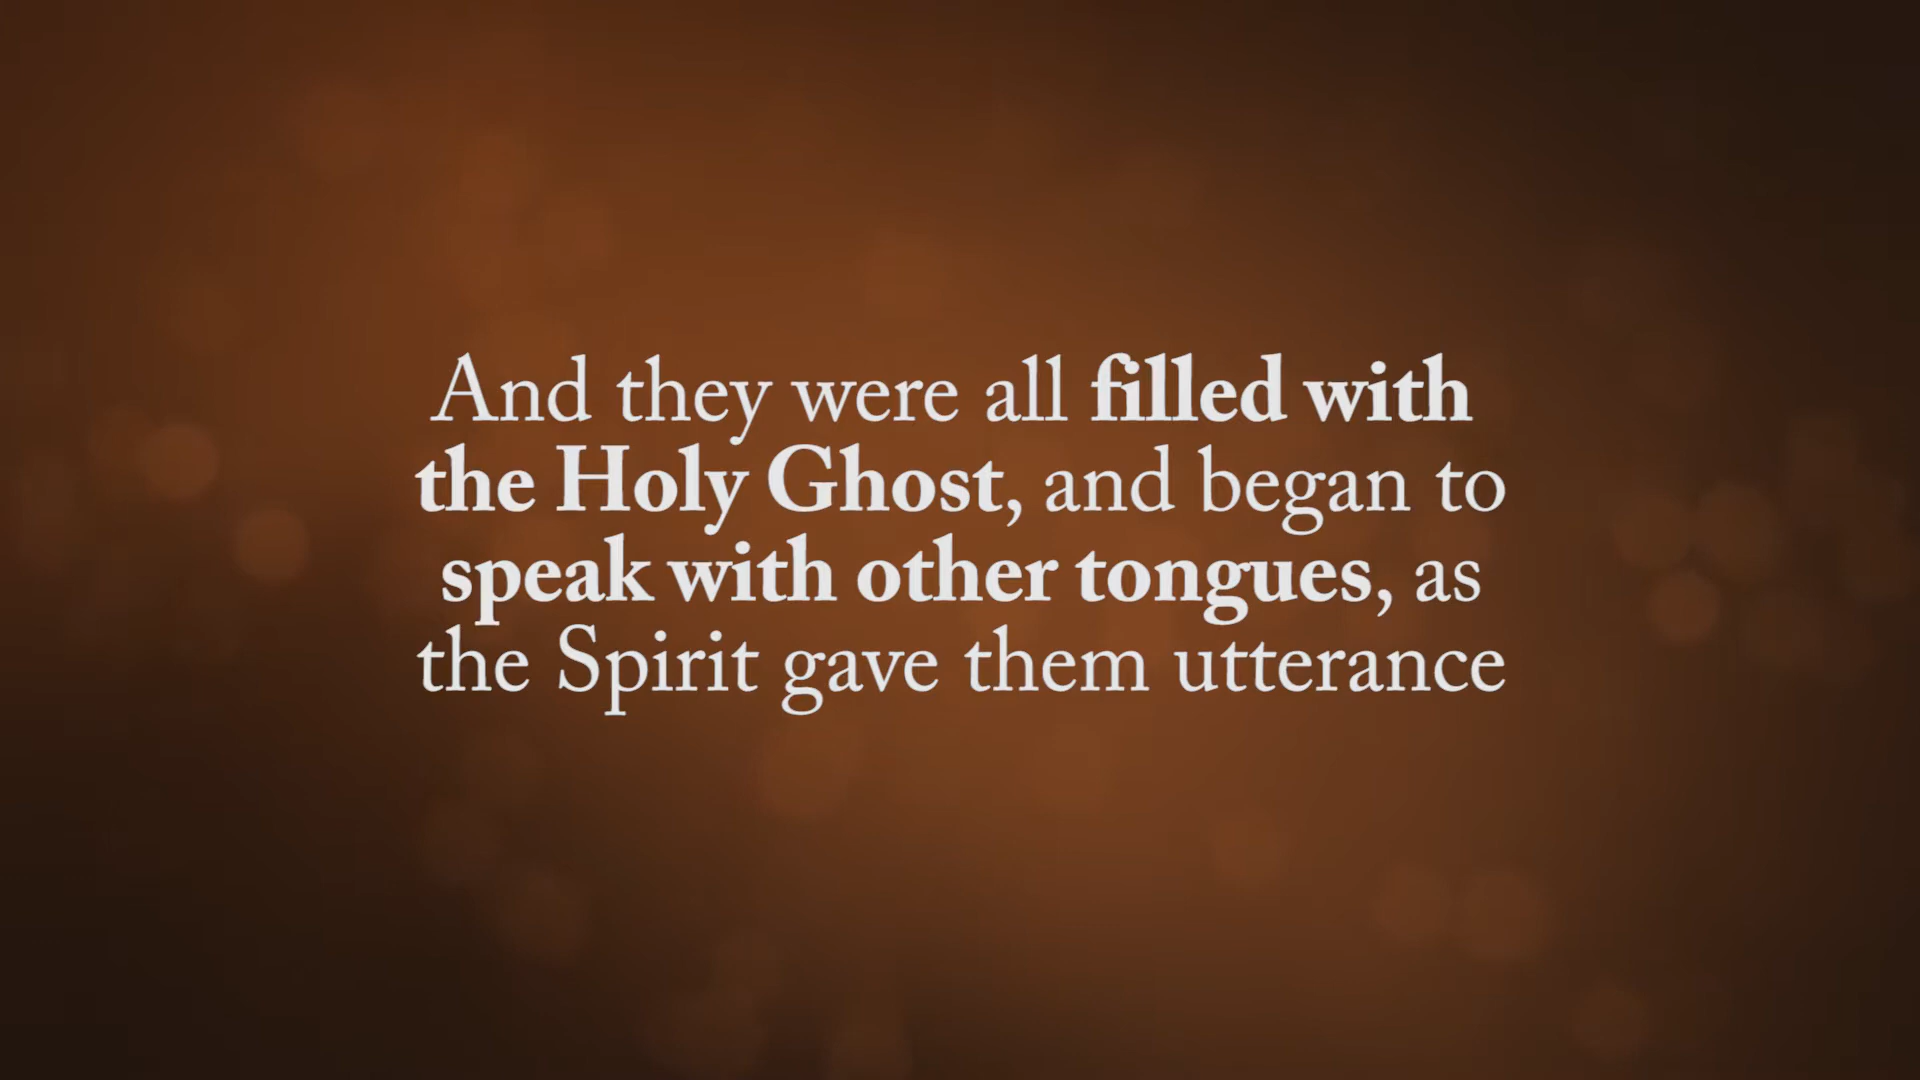 And they were all filled with
the Holy Ghost, and began to
speak with other tongues, as
the Spirit gave them utterance